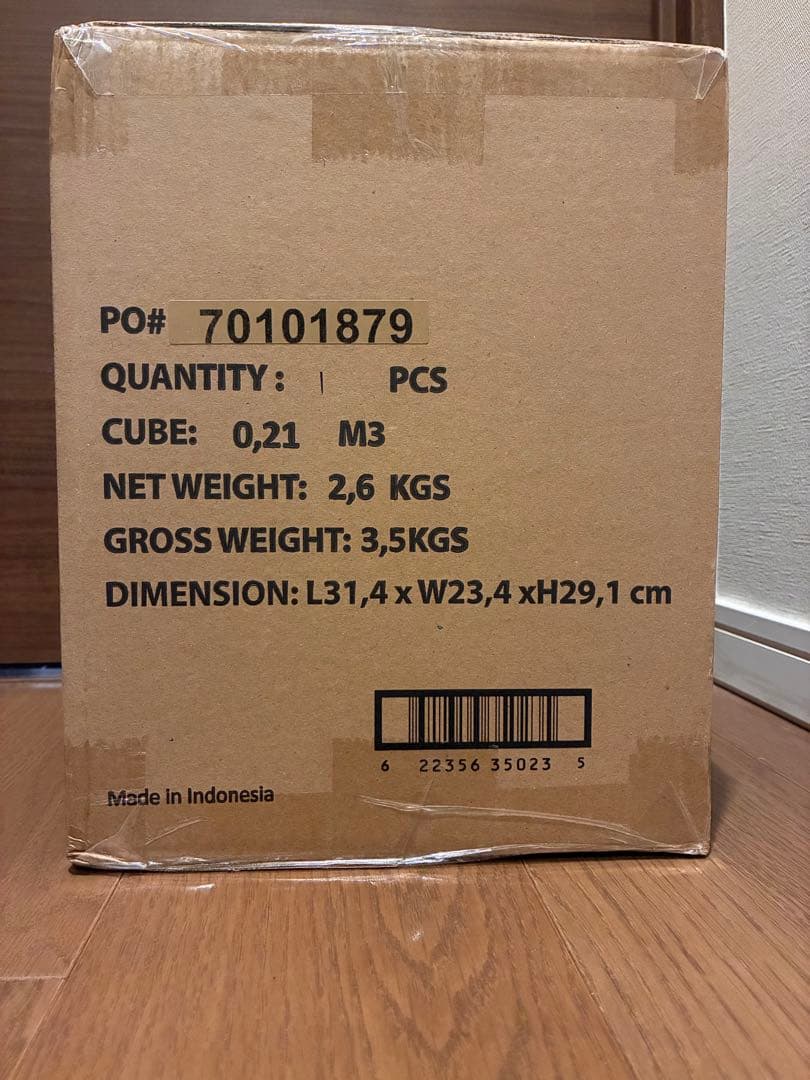 PO# 70101879
QUANTITY: 1 PCS
CUBE: 0,21 M3
NET WEIGHT: 2,6 KGS
GROSS WEIGHT: 3,5KGS
DIMENSION: L31,4 x W23,4 xH29,1 cm
6 22356 35023 5
Made in Indonesia